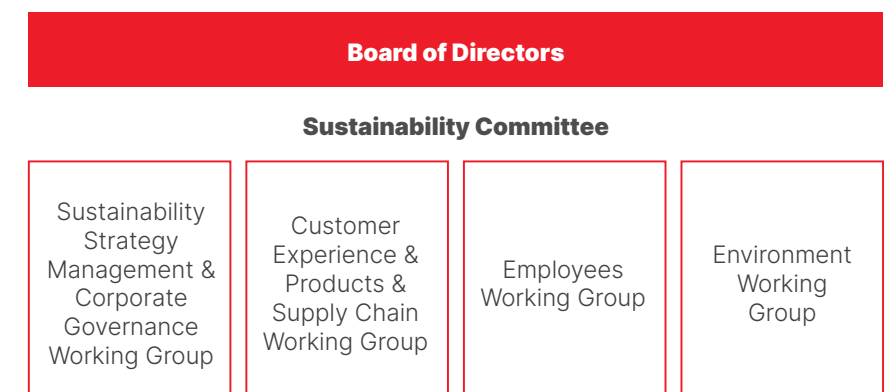 Board of Directors
Sustainability Committee
Sustainability
Strategy
Management &
Corporate
Governance
Working Group
Customer
Experience &
Products &
Supply Chain
Working Group
Employees
Working Group
Environment
Working
Group